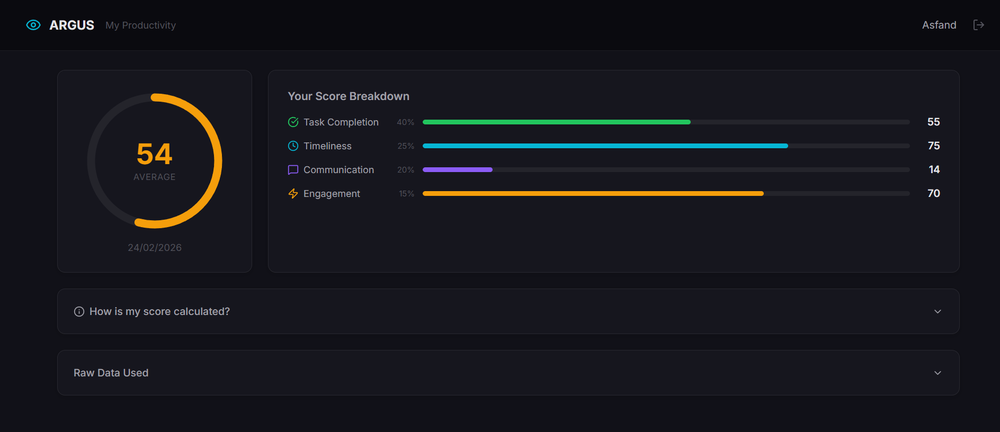 ARGUS My Productivity
Asfand
54
AVERAGE
24/02/2026
Your Score Breakdown
Task Completion 40% 55
Timeliness 25% 75
Communication 20% 14
Engagement 15% 70
How is my score calculated?
Raw Data Used